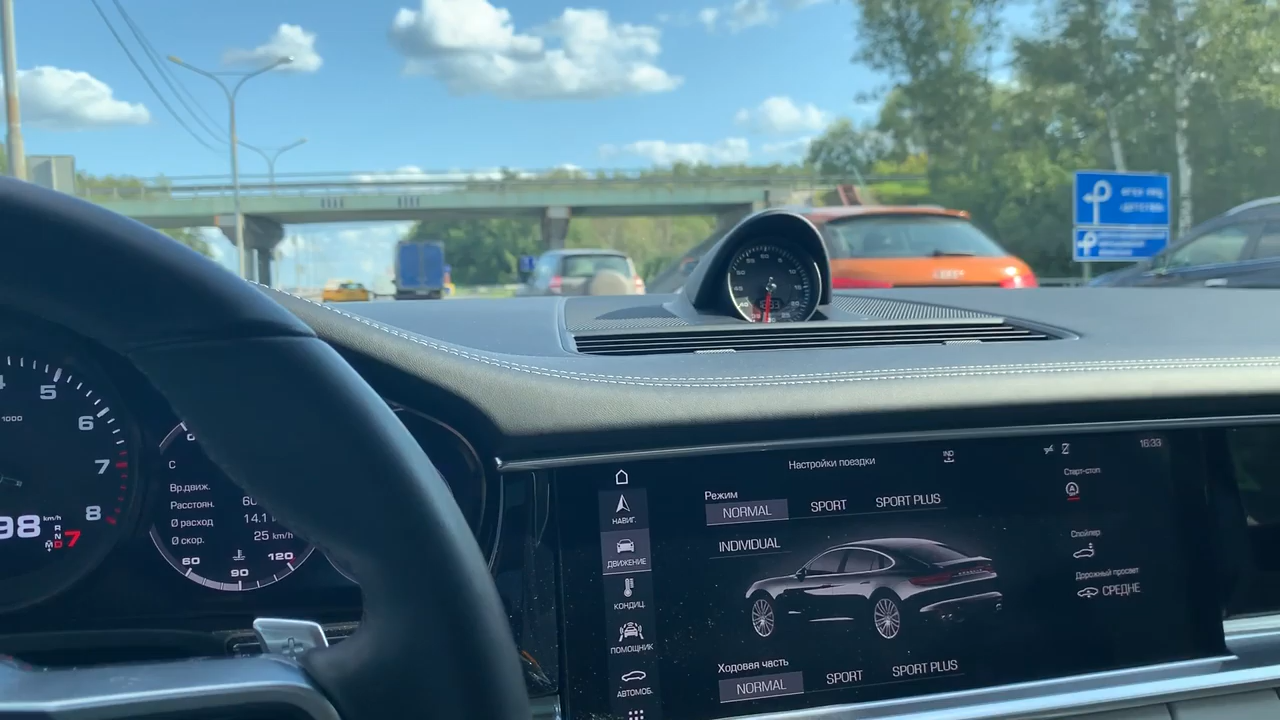 Настройки поездки
IND
16:33
Старт-стоп
НАВИГ.
Режим
NORMAL SPORT SPORT PLUS
INDIVIDUAL
ДВИЖЕНИЕ
Спойлер
КОНДИЦ.
Дорожный просвет
СРЕДНЕ
ПОМОЩНИК
Ходовая часть
NORMAL SPORT SPORT PLUS
АВТОМОБ.
5
6
7
8
1000
98 km/h
R
N
D
M
7
C
Вр.движ.
Расстоян.
Ø расход 14.1
Ø скор. 25 km/h
60
90
120